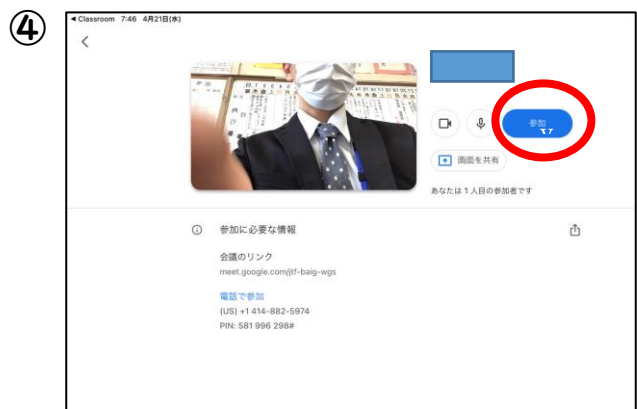 ④
◀ Classroom 7:46 4月21日(水)
参加
画面を共有
あなたは 1 人目の参加者です
参加に必要な情報
会議のリンク
meet.google.com/jtf-baig-wgs
電話で参加
(US) +1 414-882-5974
PIN: 581 996 298#